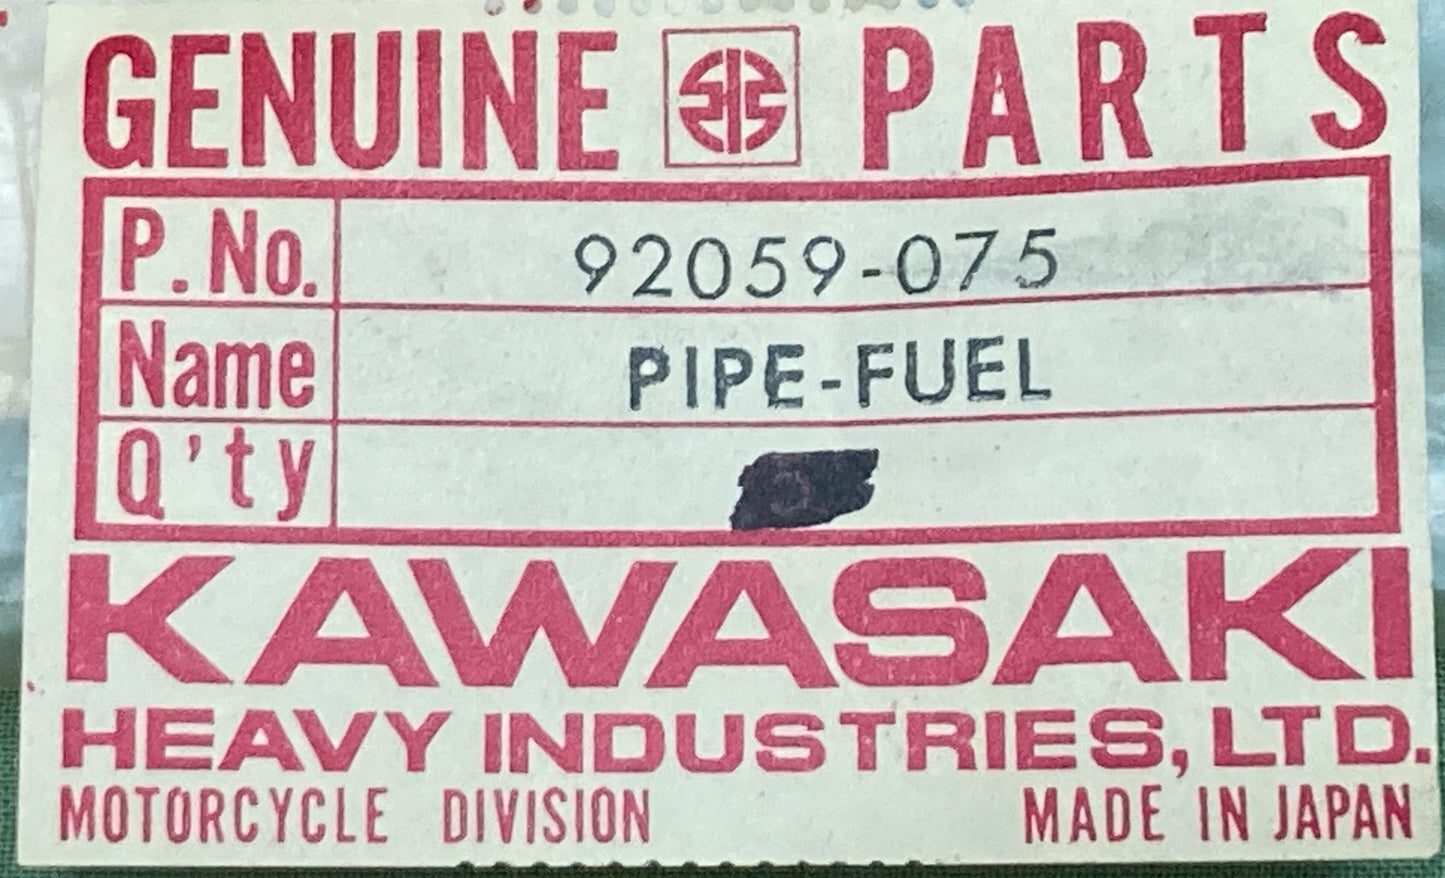 GENUINE PARTS
P. No. 92059-075
Name PIPE-FUEL
Q'ty
KAWASAKI
HEAVY INDUSTRIES, LTD.
MOTORCYCLE DIVISION MADE IN JAPAN